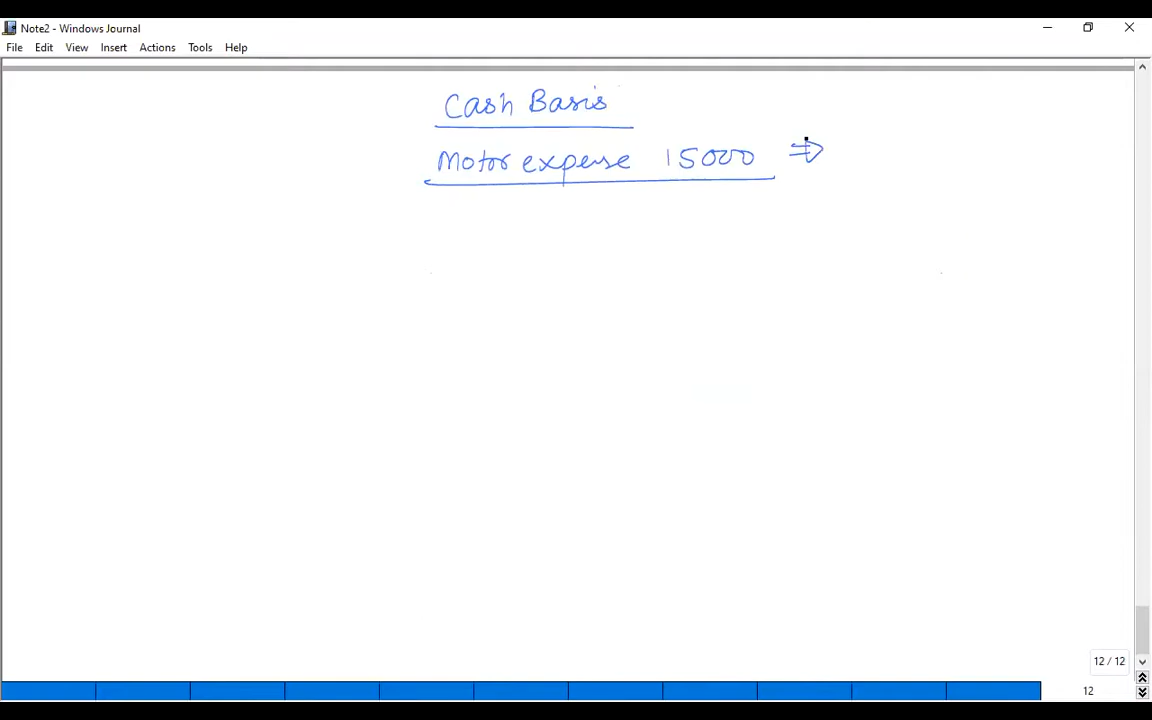 Note2 - Windows Journal
File Edit View Insert Actions Tools Help
Cash Basis
Motor expense 15000 ⇒
12 / 12
12